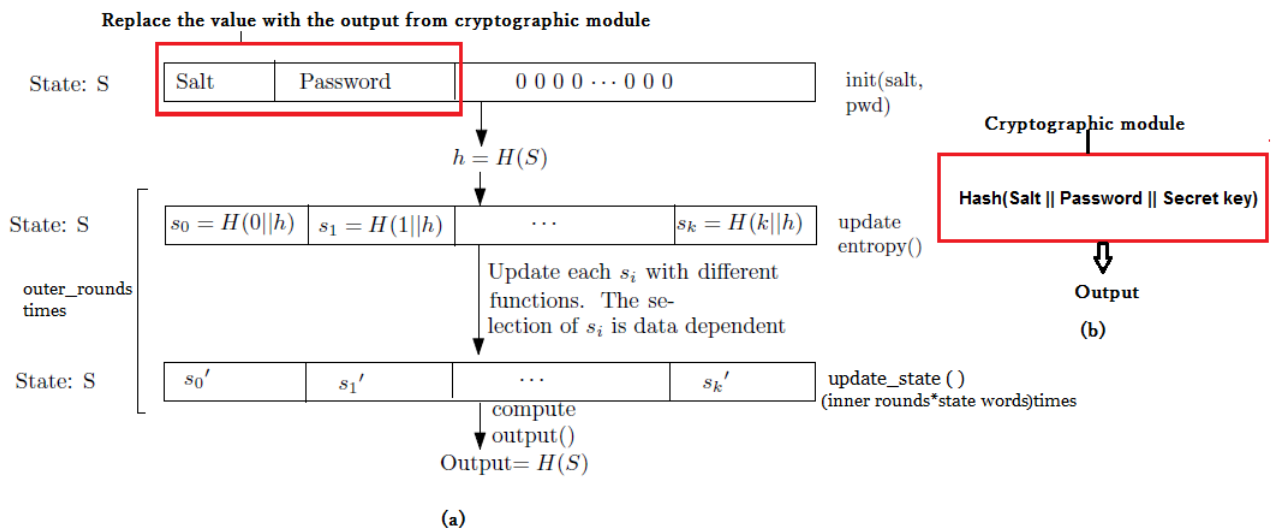 Replace the value with the output from cryptographic module
State: S
Salt
Password
0 0 0 0 ⋯ 0 0 0
init(salt,
pwd)
h = H(S)
State: S
s₀ = H(0||h)
s₁ = H(1||h)
⋯
sₖ = H(k||h)
update
entropy()
outer_rounds
times
Update each sᵢ with different
functions. The se-
lection of sᵢ is data dependent
State: S
s₀′
s₁′
⋯
sₖ′
update_state ( )
(inner rounds*state words)times
compute
output()
Output= H(S)
(a)
Cryptographic module
Hash(Salt || Password || Secret key)
Output
(b)